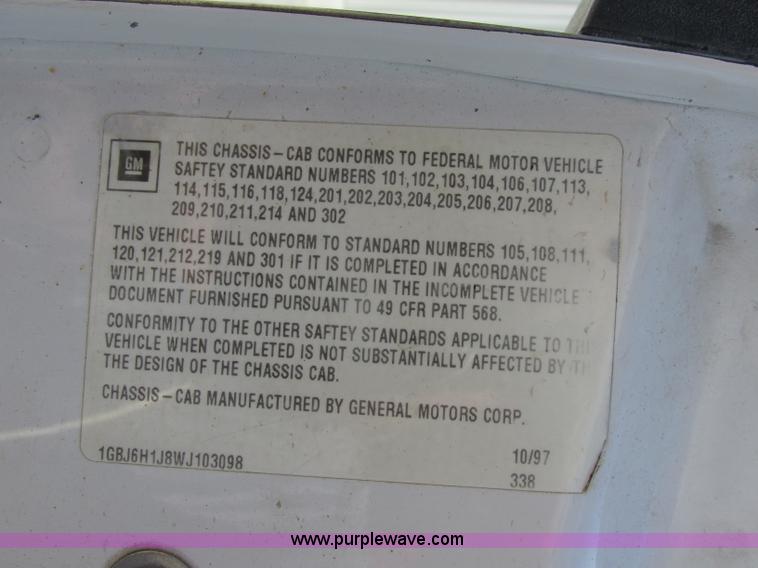 GM
THIS CHASSIS-CAB CONFORMS TO FEDERAL MOTOR VEHICLE
SAFTEY STANDARD NUMBERS 101,102,103,104,106,107,113,
114,115,116,118,124,201,202,203,204,205,206,207,208,
209,210,211,214 AND 302
THIS VEHICLE WILL CONFORM TO STANDARD NUMBERS 105,108,111,
120,121,212,219 AND 301 IF IT IS COMPLETED IN ACCORDANCE
WITH THE INSTRUCTIONS CONTAINED IN THE INCOMPLETE VEHICLE
DOCUMENT FURNISHED PURSUANT TO 49 CFR PART 568.
CONFORMITY TO THE OTHER SAFTEY STANDARDS APPLICABLE TO
VEHICLE WHEN COMPLETED IS NOT SUBSTANTIALLY AFFECTED BY
THE DESIGN OF THE CHASSIS CAB.
CHASSIS-CAB MANUFACTURED BY GENERAL MOTORS CORP.
1GBJ6H1J8WJ103098 10/97
338
www.purplewave.com